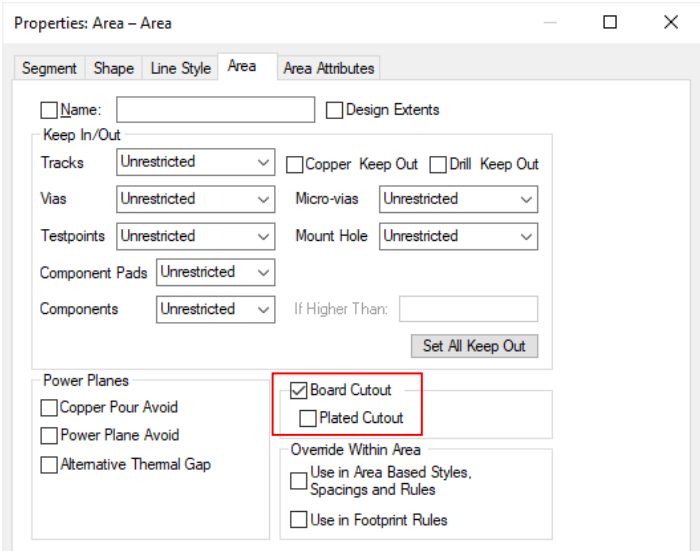 Properties: Area – Area
Segment Shape Line Style Area Area Attributes
Name: Design Extents
Keep In/Out
Tracks Unrestricted Copper Keep Out Drill Keep Out
Vias Unrestricted Micro-vias Unrestricted
Testpoints Unrestricted Mount Hole Unrestricted
Component Pads Unrestricted
Components Unrestricted If Higher Than:
Set All Keep Out
Power Planes
Copper Pour Avoid
Power Plane Avoid
Alternative Thermal Gap
Board Cutout
Plated Cutout
Override Within Area
Use in Area Based Styles,
Spacings and Rules
Use in Footprint Rules